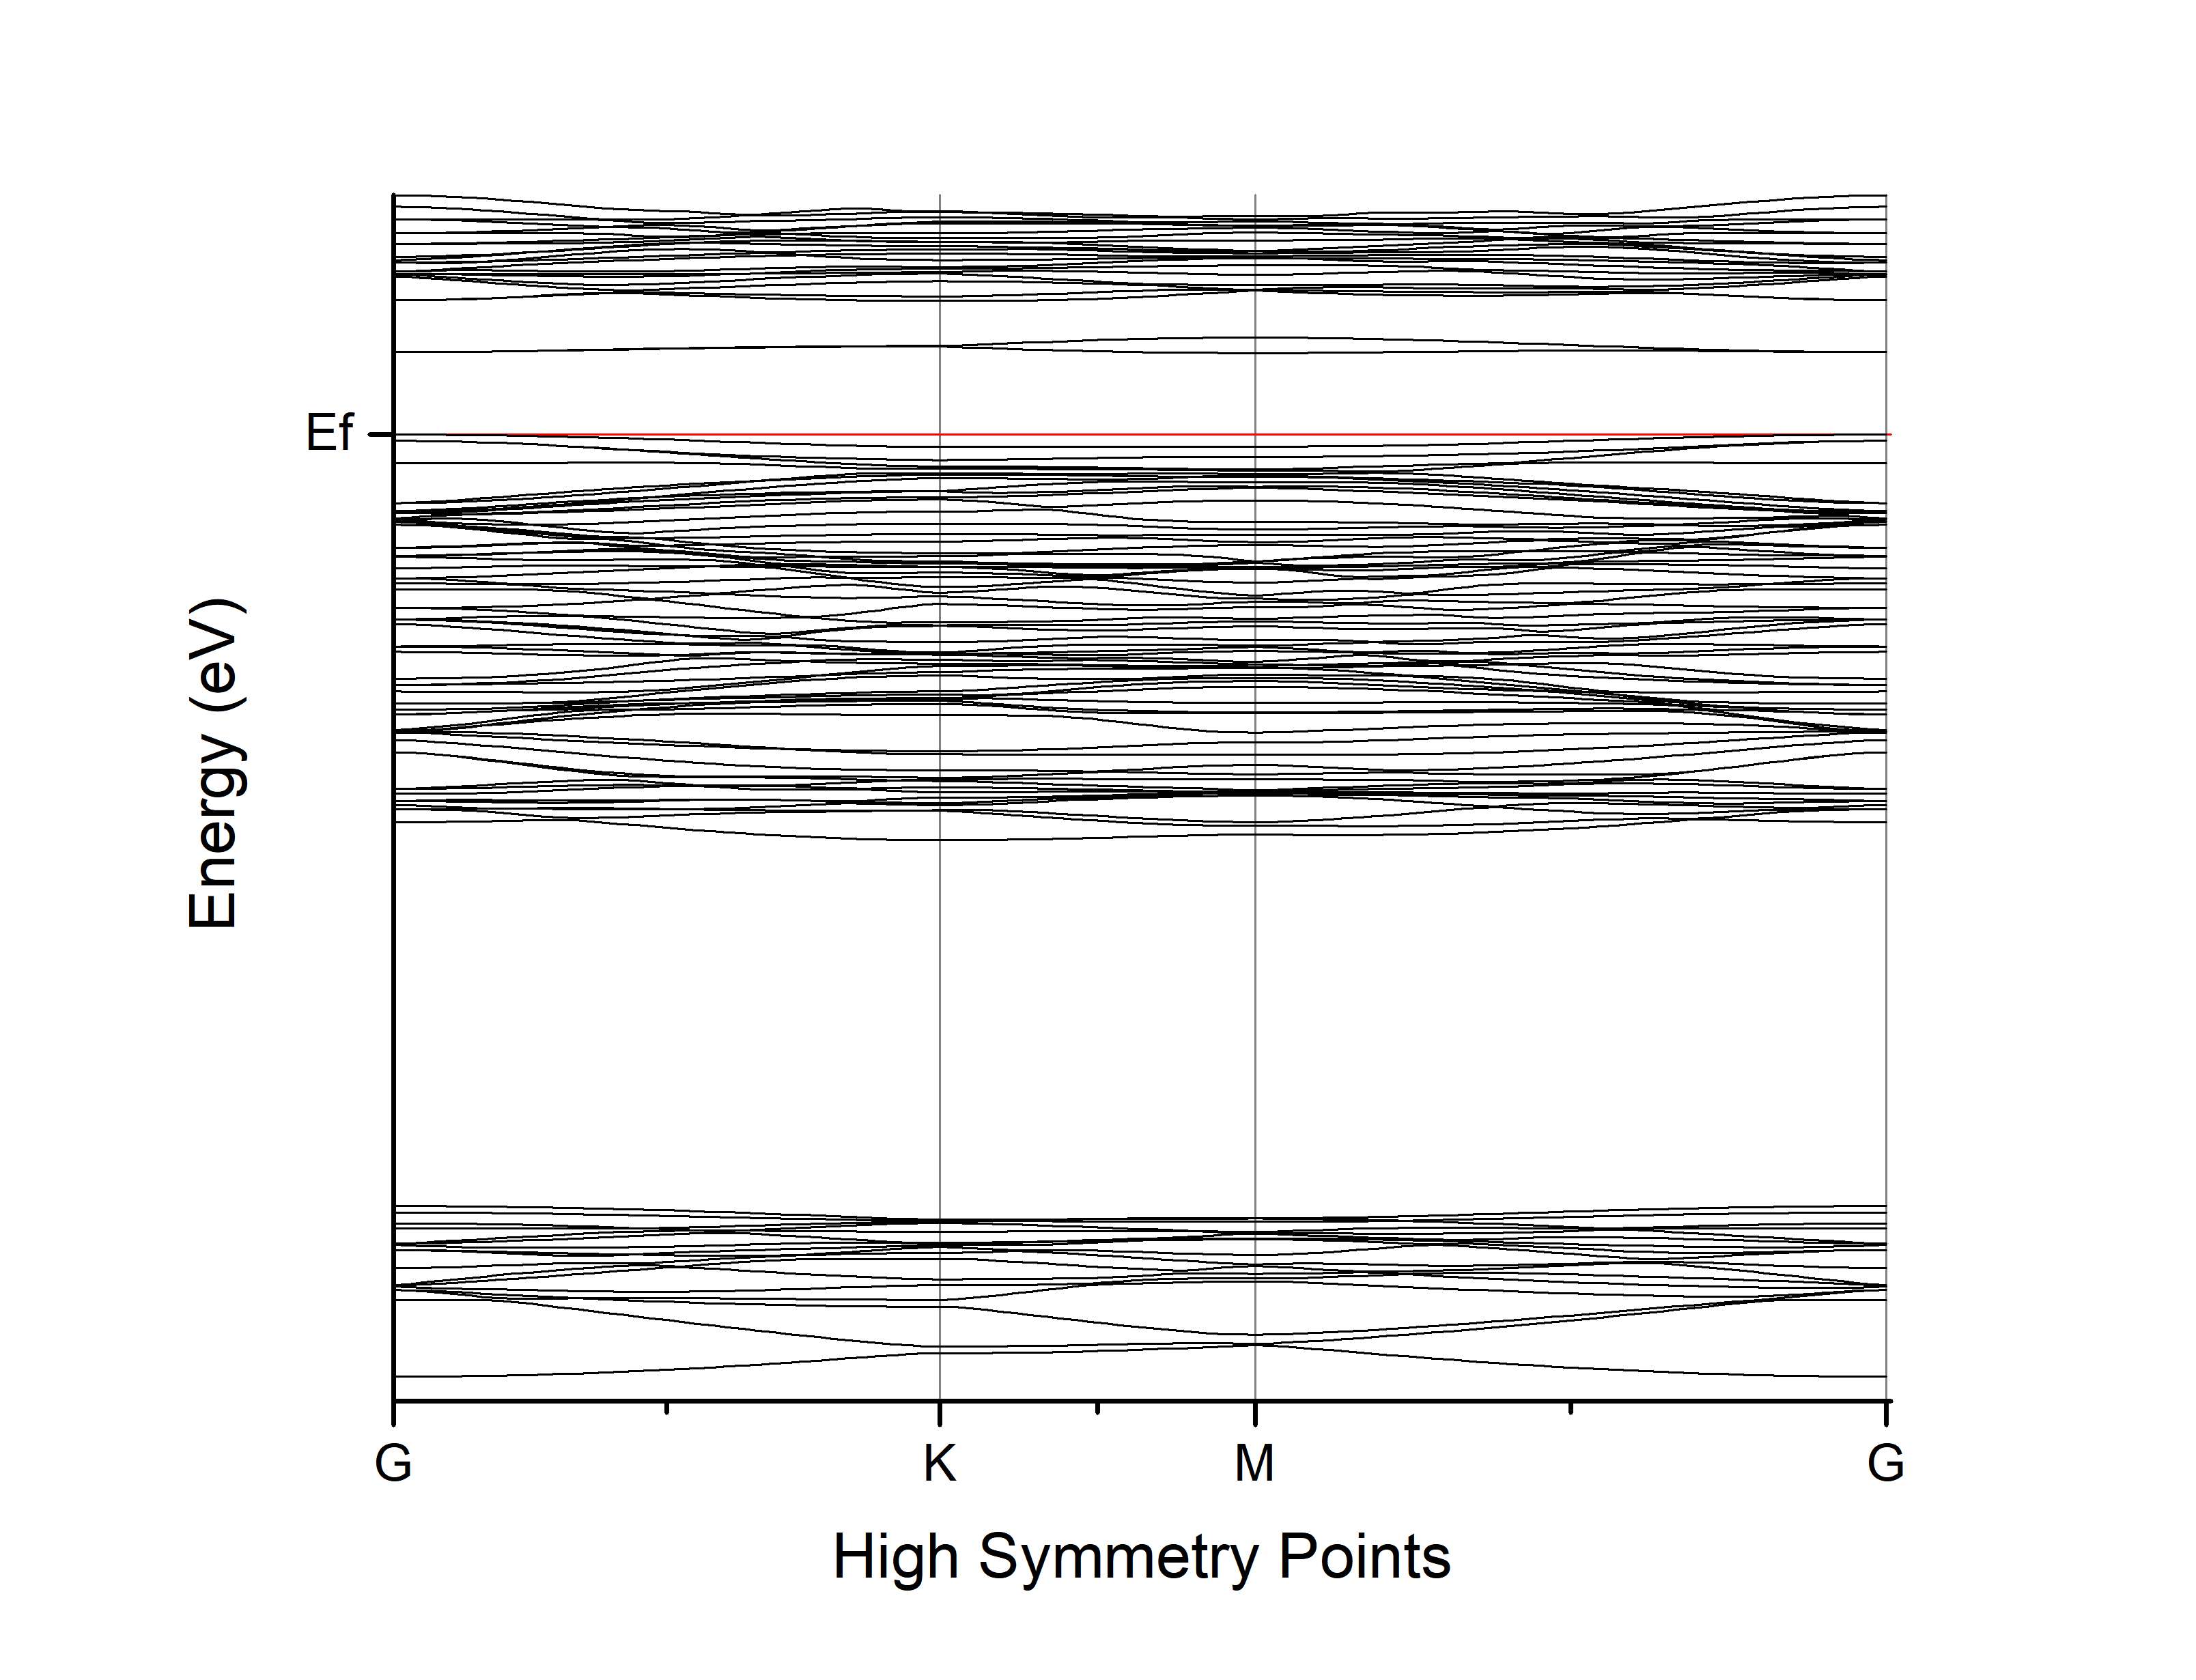 Ef
Energy (eV)
G K M G
High Symmetry Points